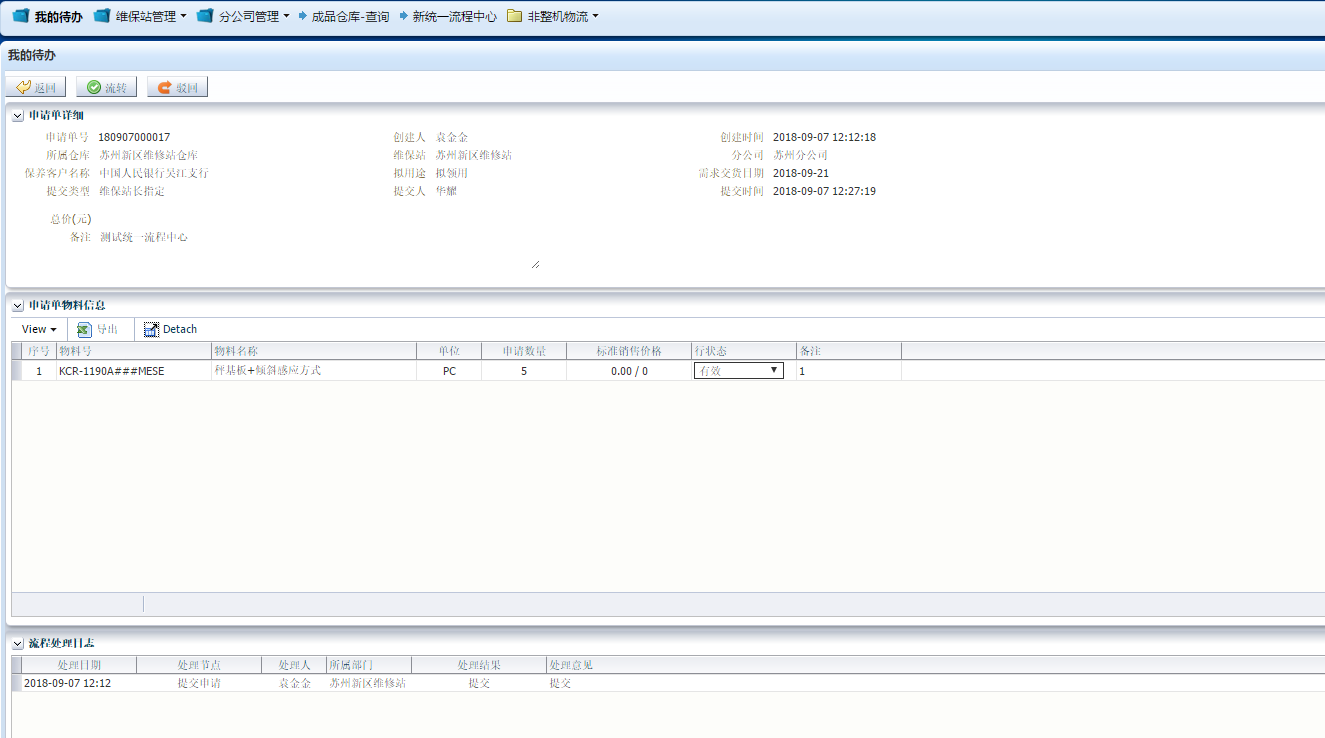 我的待办 维保站管理 分公司管理 成品仓库-查询 新统一流程中心 非整机物流
我的待办
返回 流转 驳回
申请单详细
申请单号 180907000017 创建人 袁金金 创建时间 2018-09-07 12:12:18
所属仓库 苏州新区维修站仓库 维保站 苏州新区维修站 分公司 苏州分公司
保养客户名称 中国人民银行吴江支行 拟用途 拟领用 需求交货日期 2018-09-21
提交类型 维保站长指定 提交人 华耀 提交时间 2018-09-07 12:27:19
总价(元)
备注 测试统一流程中心
申请单物料信息
View 导出 Detach
序号 物料号 物料名称 单位 申请数量 标准销售价格 行状态 备注
1 KCR-1190A###MESE 秤基板+倾斜感应方式 PC 5 0.00 / 0 有效 1
流程处理日志
处理日期 处理节点 处理人 所属部门 处理结果 处理意见
2018-09-07 12:12 提交申请 袁金金 苏州新区维修站 提交 提交